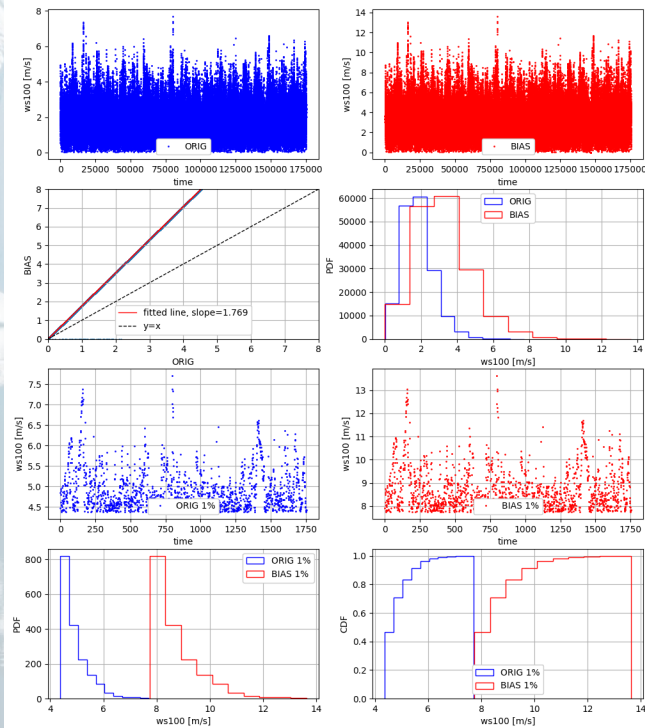 8
6
4
2
0
ws100 [m/s]
ORIG
0 25000 50000 75000 100000 125000 150000 175000
time
14
12
10
8
6
4
2
0
ws100 [m/s]
BIAS
0 25000 50000 75000 100000 125000 150000 175000
time
8
7
6
5
4
3
2
1
0
BIAS
fitted line, slope=1.769
y=x
0 1 2 3 4 5 6 7 8
ORIG
60000
50000
40000
30000
20000
10000
0
PDF
ORIG
BIAS
0 2 4 6 8 10 12 14
ws100 [m/s]
7.5
7.0
6.5
6.0
5.5
5.0
4.5
ws100 [m/s]
ORIG 1%
0 250 500 750 1000 1250 1500 1750
time
13
12
11
10
9
8
ws100 [m/s]
BIAS 1%
0 250 500 750 1000 1250 1500 1750
time
800
600
400
200
0
PDF
ORIG 1%
BIAS 1%
4 6 8 10 12 14
ws100 [m/s]
1.0
0.8
0.6
0.4
0.2
0.0
CDF
ORIG 1%
BIAS 1%
4 6 8 10 12 14
ws100 [m/s]